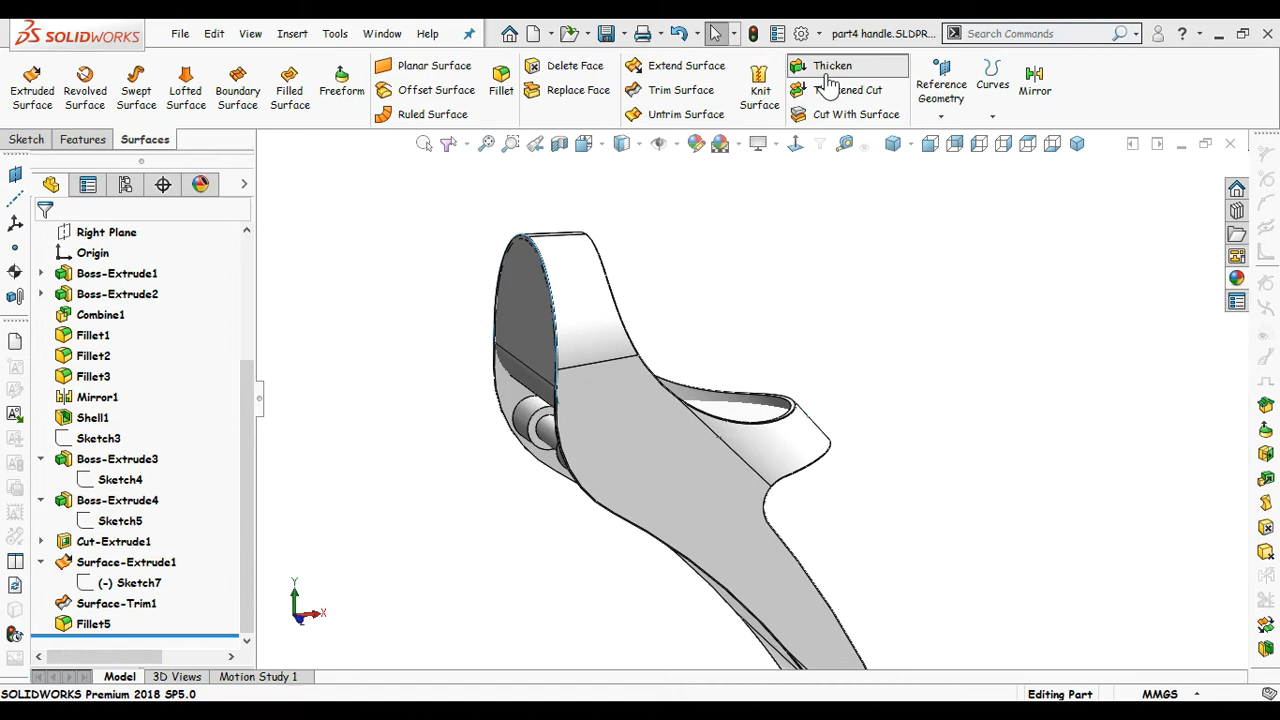 SOLIDWORKS File Edit View Insert Tools Window Help part4 handle.SLDPR... Search Commands ?
Extruded Surface Revolved Surface Swept Surface Lofted Surface Boundary Surface Filled Surface Freeform
Planar Surface
Offset Surface
Ruled Surface
Fillet
Delete Face
Replace Face
Extend Surface
Trim Surface
Untrim Surface
Knit Surface
Thicken
Cut
Cut With Surface
Reference Geometry
Curves
Mirror
Sketch Features Surfaces
Right Plane
Origin
Boss-Extrude1
Boss-Extrude2
Combine1
Fillet1
Fillet2
Fillet3
Mirror1
Shell1
Sketch3
Boss-Extrude3
Sketch4
Boss-Extrude4
Sketch5
Cut-Extrude1
Surface-Extrude1
(-) Sketch7
Surface-Trim1
Fillet5
Y
X
Z
Model 3D Views Motion Study 1
SOLIDWORKS Premium 2018 SP5.0 Editing Part MMGS